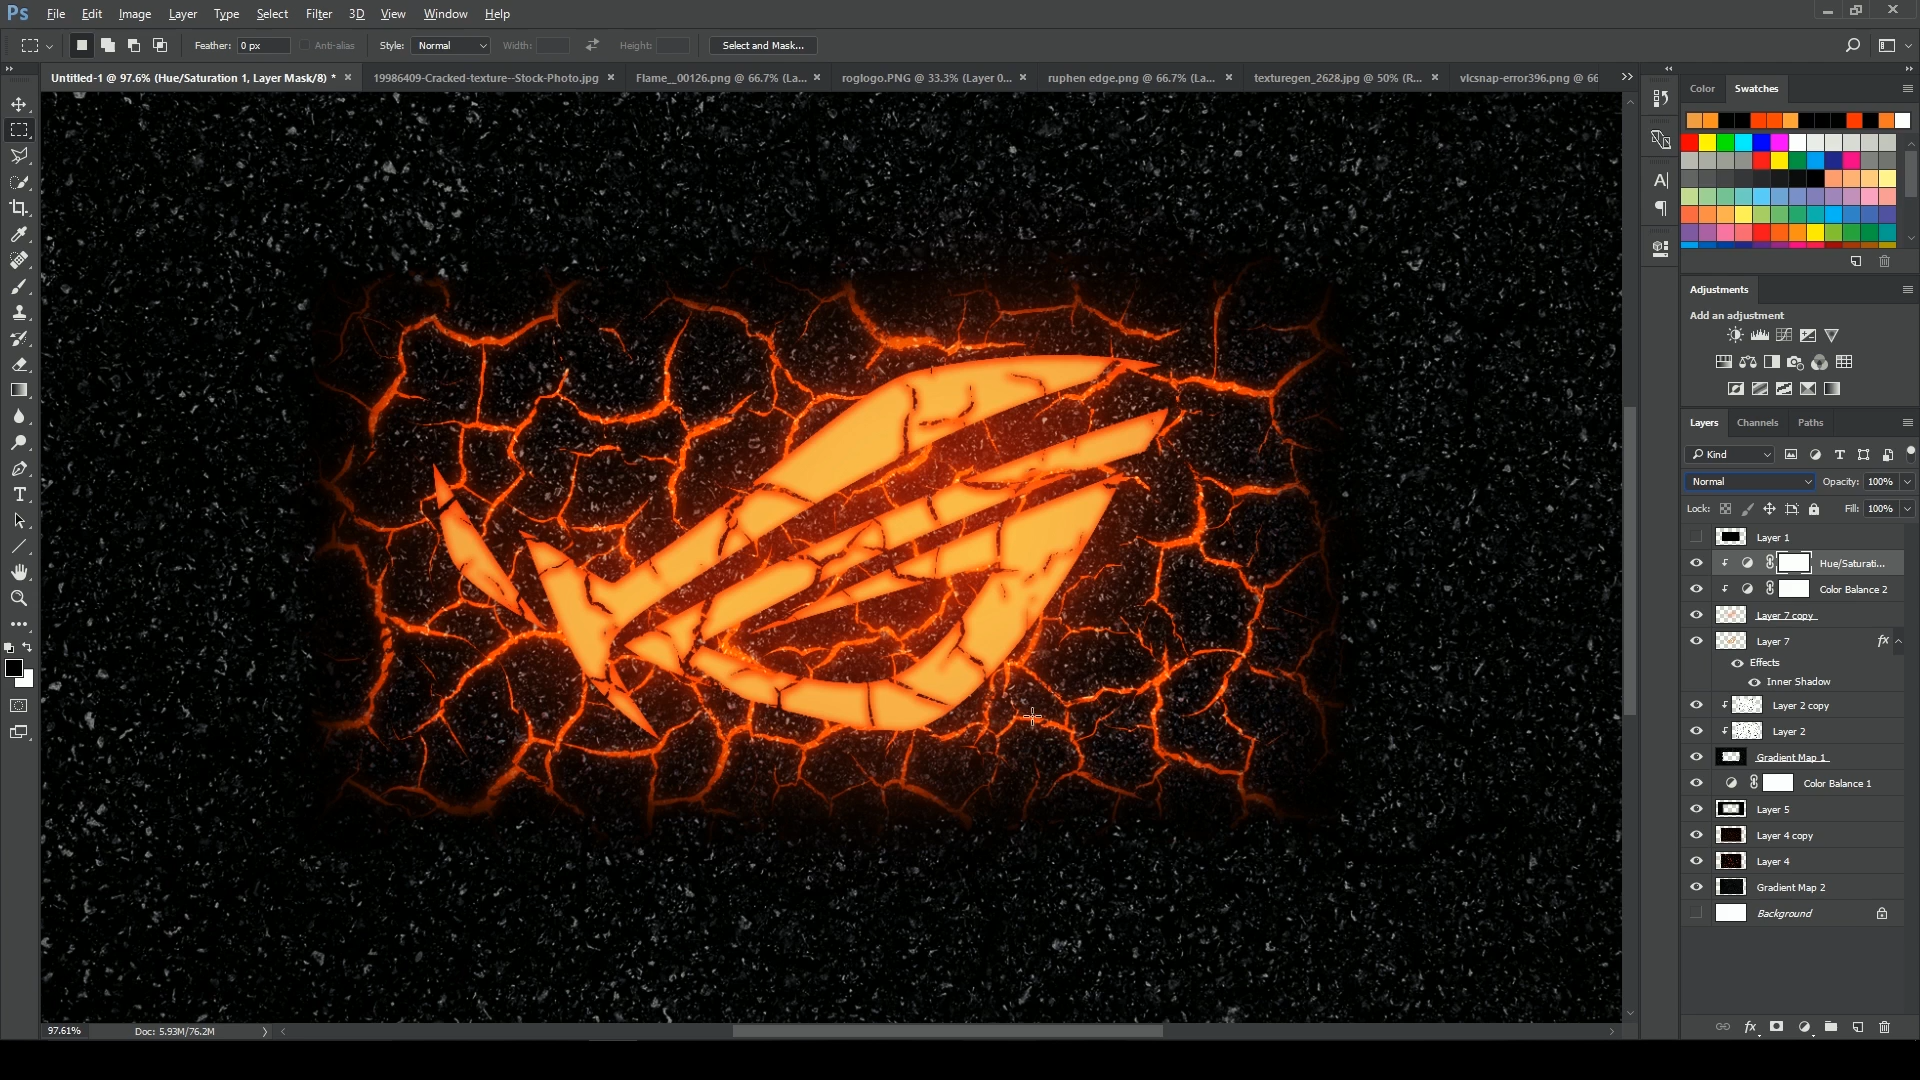 Ps File Edit Image Layer Type Select Filter 3D View Window Help
Feather: 0 px Anti-alias Style: Normal Width: Height: Select and Mask...
Untitled-1 @ 97.6% (Hue/Saturation 1, Layer Mask/8) * 19986409-Cracked-texture--Stock-Photo.jpg Flame__00126.png @ 66.7% (La... roglogo.PNG @ 33.3% (Layer 0... ruphen edge.png @ 66.7% (La... texturegen_2628.jpg @ 50% (R... vlcsnap-error396.png @ 66
Color Swatches
Adjustments
Add an adjustment
Layers Channels Paths
Kind
Normal Opacity: 100%
Lock: Fill: 100%
Layer 1
Hue/Saturati...
Color Balance 2
Layer 7 copy
Layer 7 fx
Effects
Inner Shadow
Layer 2 copy
Layer 2
Gradient Map 1
Color Balance 1
Layer 5
Layer 4 copy
Layer 4
Gradient Map 2
Background
97.61% Doc: 5.93M/76.2M